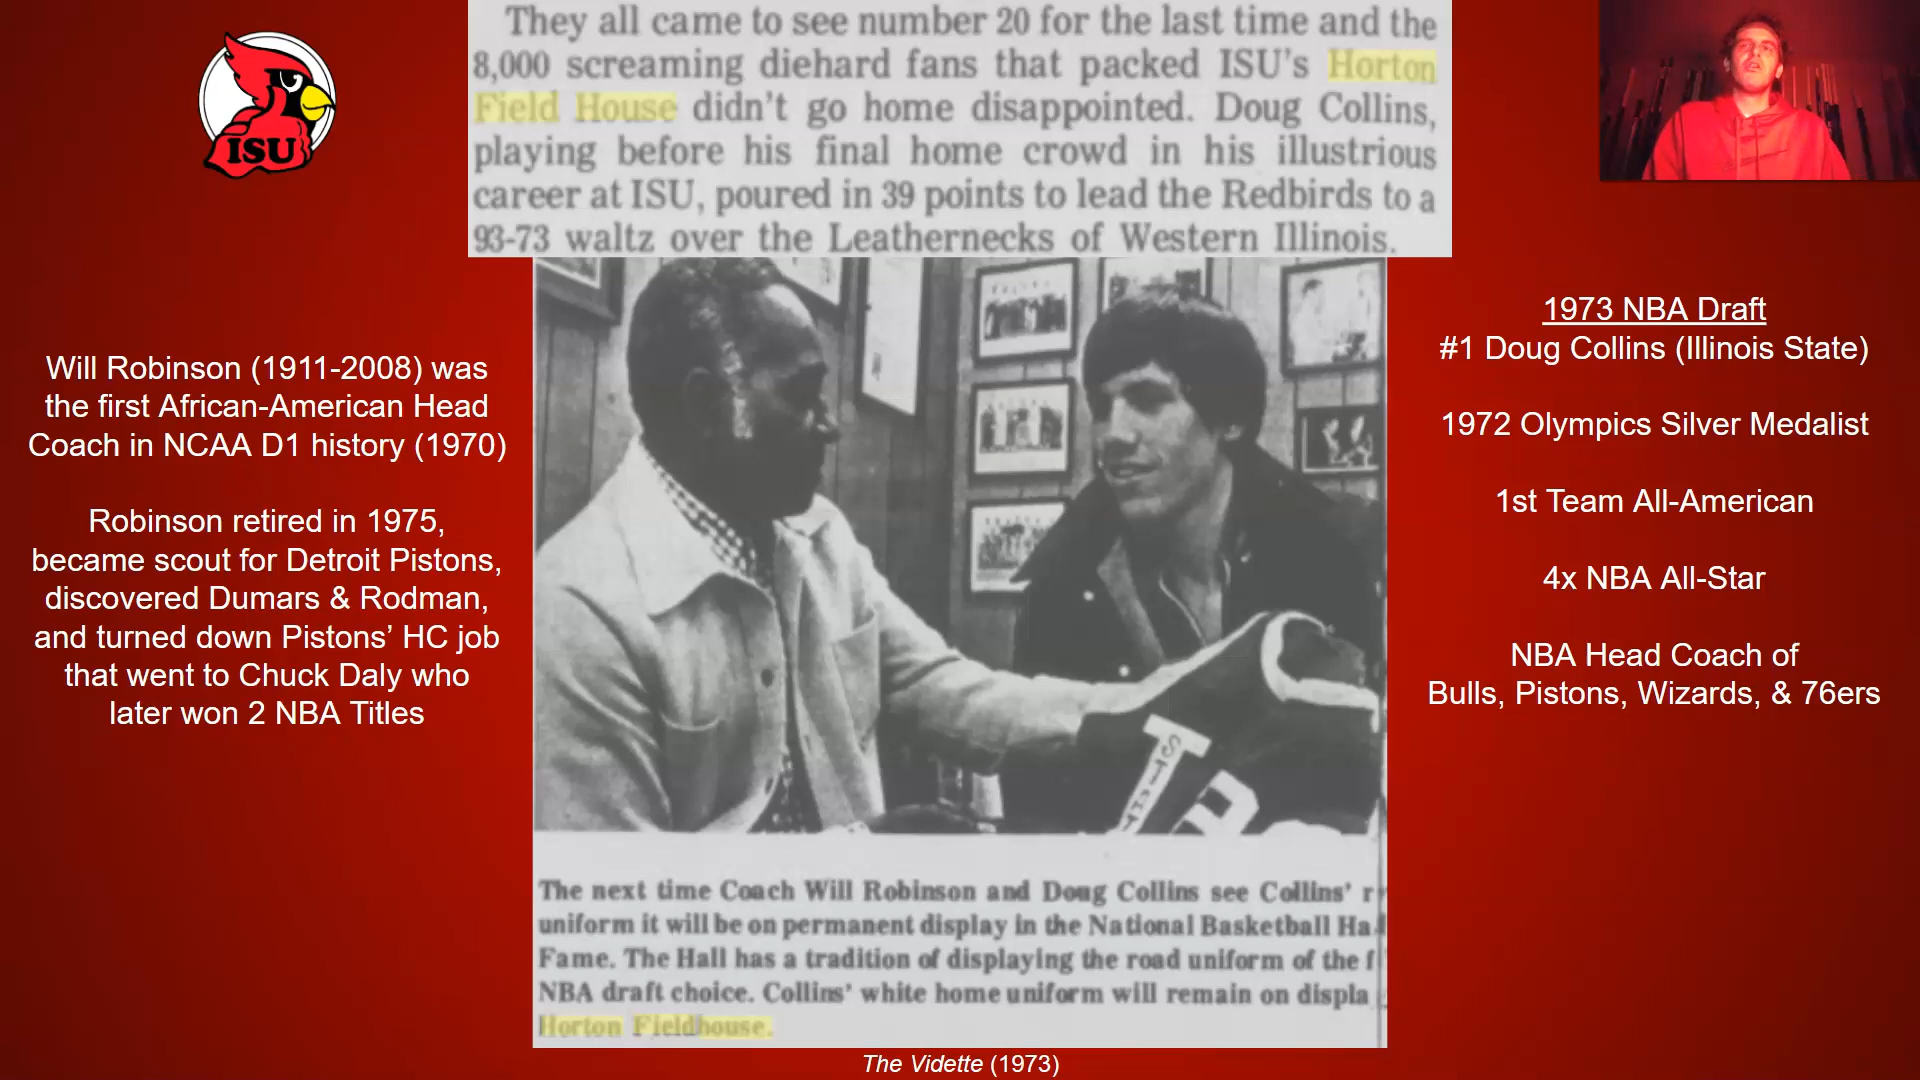 They all came to see number 20 for the last time and the
8,000 screaming diehard fans that packed ISU's Horton
Field House didn't go home disappointed. Doug Collins,
playing before his final home crowd in his illustrious
career at ISU, poured in 39 points to lead the Redbirds to a
93-73 waltz over the Leathernecks of Western Illinois.
ISU
Will Robinson (1911-2008) was
the first African-American Head
Coach in NCAA D1 history (1970)
Robinson retired in 1975,
became scout for Detroit Pistons,
discovered Dumars & Rodman,
and turned down Pistons’ HC job
that went to Chuck Daly who
later won 2 NBA Titles
1973 NBA Draft
#1 Doug Collins (Illinois State)
1972 Olympics Silver Medalist
1st Team All-American
4x NBA All-Star
NBA Head Coach of
Bulls, Pistons, Wizards, & 76ers
The next time Coach Will Robinson and Doug Collins see Collins'
uniform it will be on permanent display in the National Basketball
Fame. The Hall has a tradition of displaying the road uniform of the
NBA draft choice. Collins' white home uniform will remain on
Horton Fieldhouse.
The Vidette (1973)